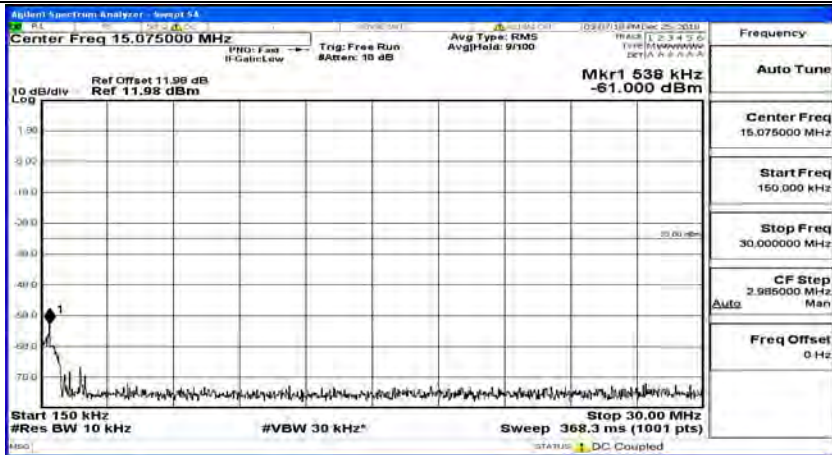 Agilent Spectrum Analyzer - Swept SA
Center Freq 15.075000 MHz
PNO: Fast
IFGain:Low
Trig: Free Run
#Atten: 10 dB
Avg Type: RMS
Avg|Hold: 9/100
TRACE 1 2 3 4 5 6
TYPE
DET A A A A A A
Frequency
Ref Offset 11.98 dB
10 dB/div Ref 11.98 dBm
Log
Mkr1 538 kHz
-61.000 dBm
Auto Tune
Center Freq
15.075000 MHz
Start Freq
150.000 kHz
Stop Freq
30.000000 MHz
CF Step
2.985000 MHz
Auto Man
Freq Offset
0 Hz
1
Start 150 kHz
Stop 30.00 MHz
#Res BW 10 kHz
#VBW 30 kHz*
Sweep 368.3 ms (1001 pts)
MSG
STATUS
DC Coupled